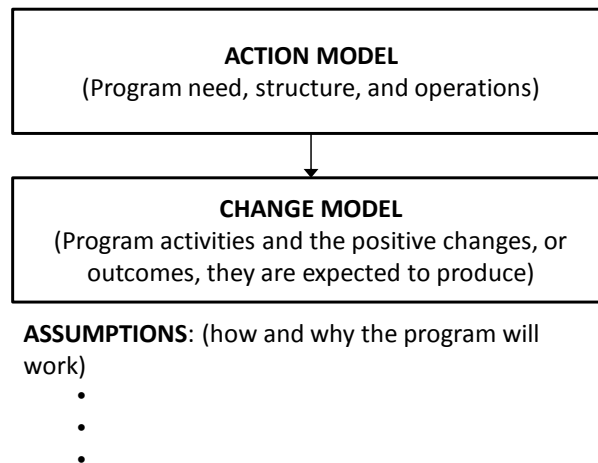 ACTION MODEL
(Program need, structure, and operations)
CHANGE MODEL
(Program activities and the positive changes, or
outcomes, they are expected to produce)
ASSUMPTIONS: (how and why the program will
work)
•
•
•